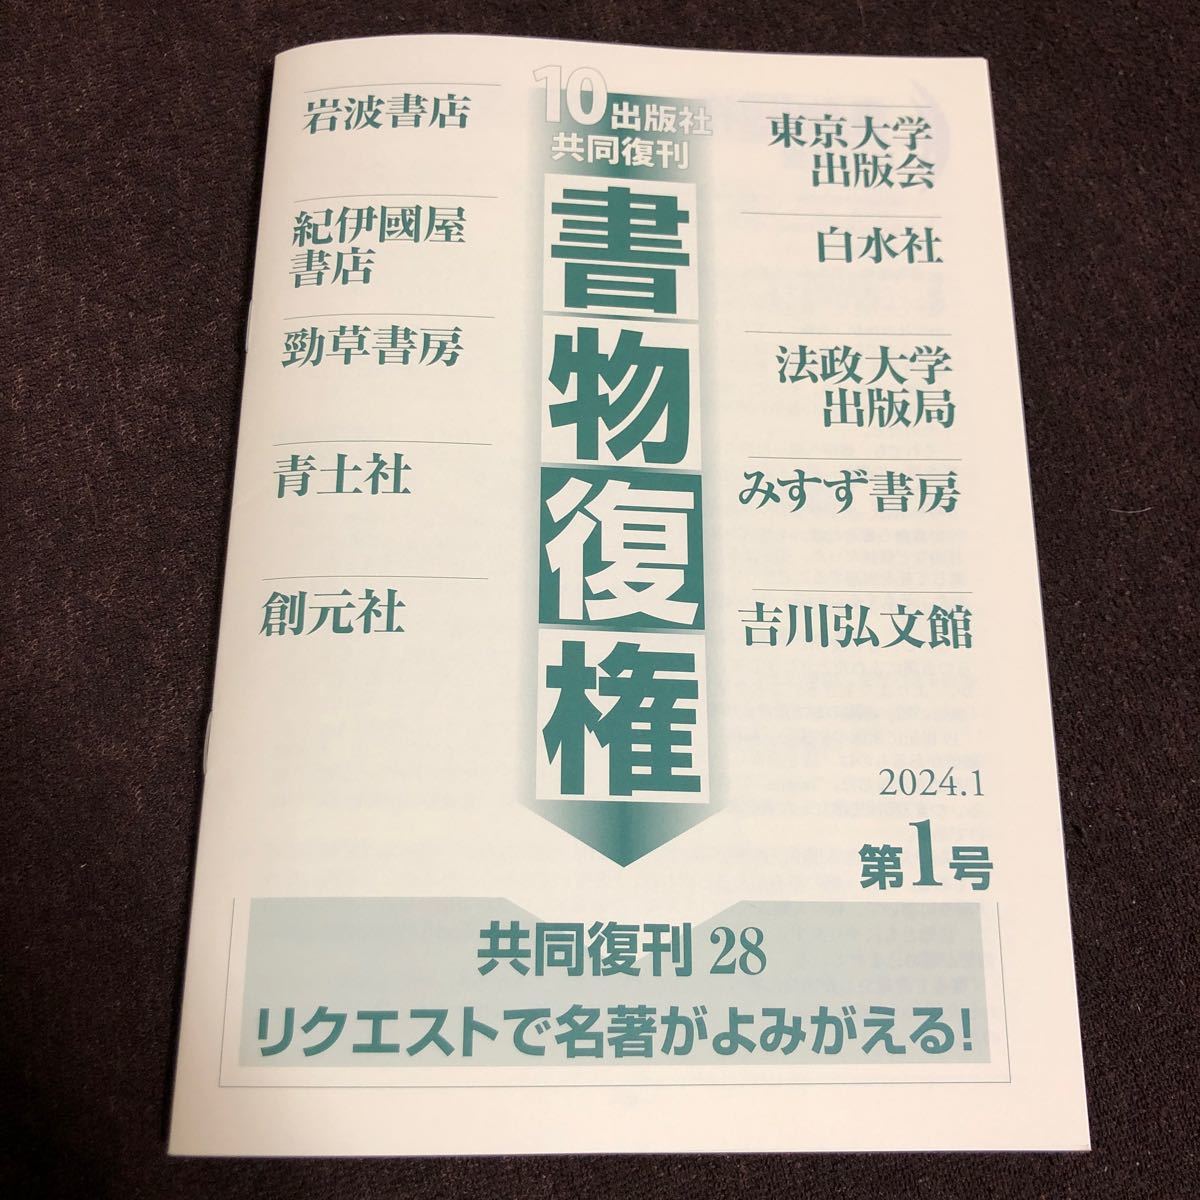 10出版社
共同復刊
書物復権
岩波書店
紀伊國屋
書店
勁草書房
青土社
創元社
東京大学
出版会
白水社
法政大学
出版局
みすず書房
吉川弘文館
2024.1
第1号
共同復刊 28
リクエストで名著がよみがえる!